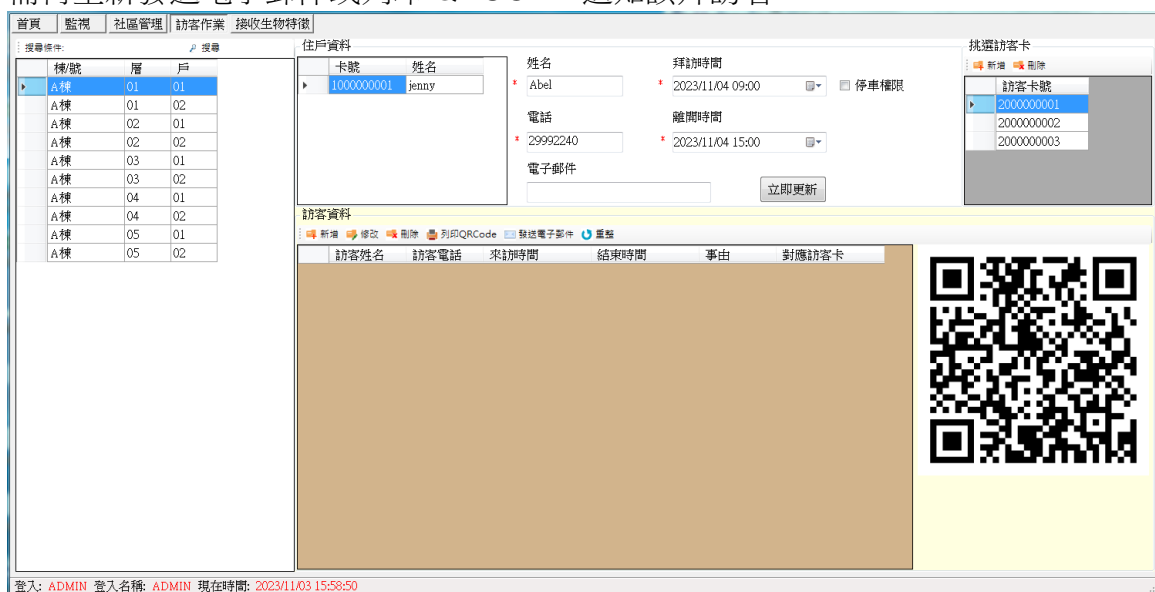 首頁 監視 社區管理 訪客作業 接收生物特徵
搜尋條件: 搜尋
棟/號 層 戶
A棟 01 01
A棟 01 02
A棟 02 01
A棟 02 02
A棟 03 01
A棟 03 02
A棟 04 01
A棟 04 02
A棟 05 01
A棟 05 02
住戶資料
卡號 姓名
1000000001 jenny
姓名 拜訪時間
* Abel * 2023/11/04 09:00 停車權限
電話 離開時間
* 29992240 * 2023/11/04 15:00
電子郵件
立即更新
挑選訪客卡
新增 刪除
訪客卡號
2000000001
2000000002
2000000003
訪客資料
新增 修改 刪除 列印QRCode 發送電子郵件 重整
訪客姓名 訪客電話 來訪時間 結束時間 事由 對應訪客卡
登入: ADMIN 登入名稱: ADMIN 現在時間: 2023/11/03 15:58:50